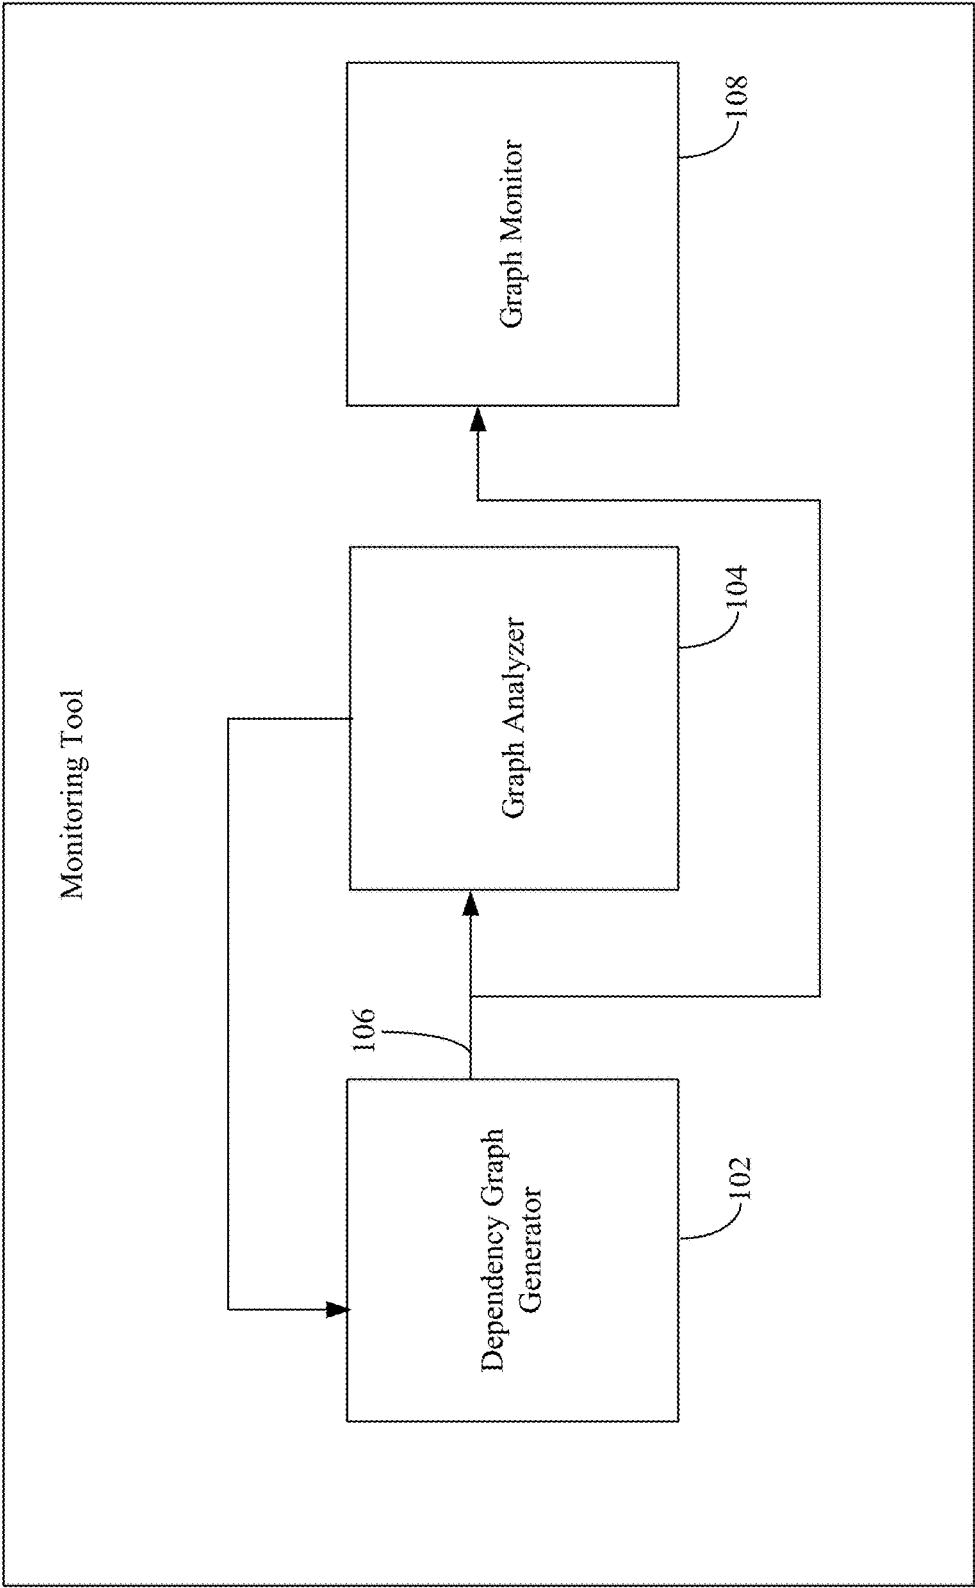 Monitoring Tool
106
Dependency Graph
Generator
Graph Analyzer
Graph Monitor
102
104
108